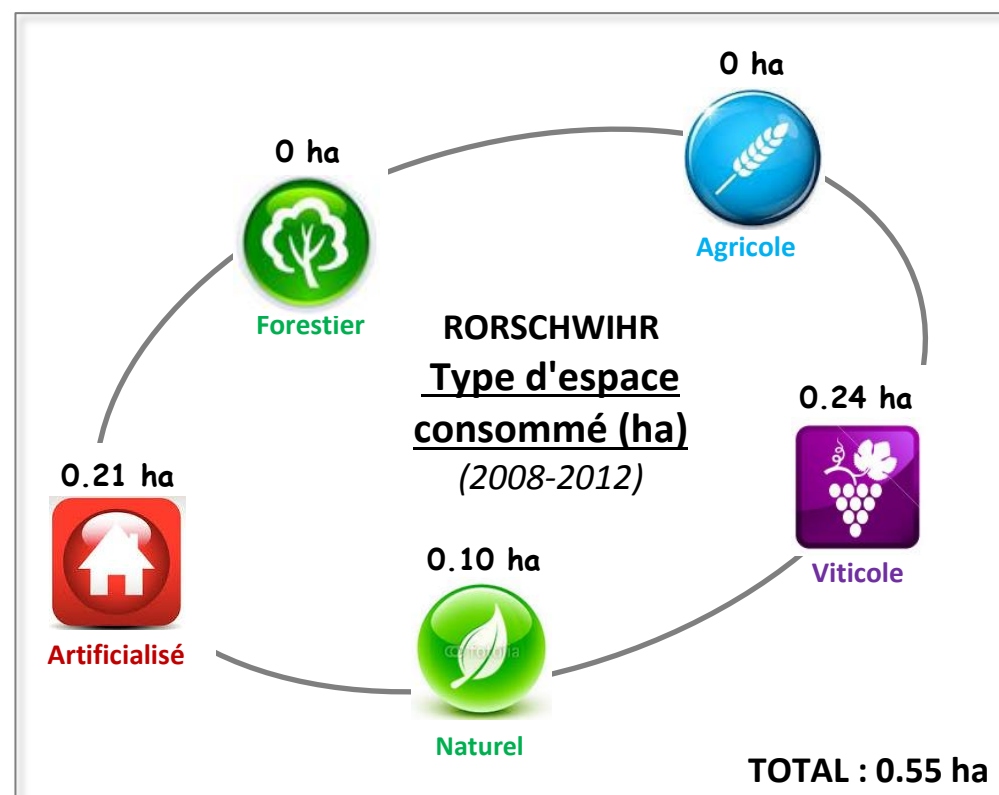 0 ha
Agricole
0 ha
Forestier
RORSCHWIHR
Type d'espace
consommé (ha)
(2008-2012)
0.24 ha
Viticole
0.21 ha
Artificialisé
0.10 ha
Naturel
TOTAL : 0.55 ha